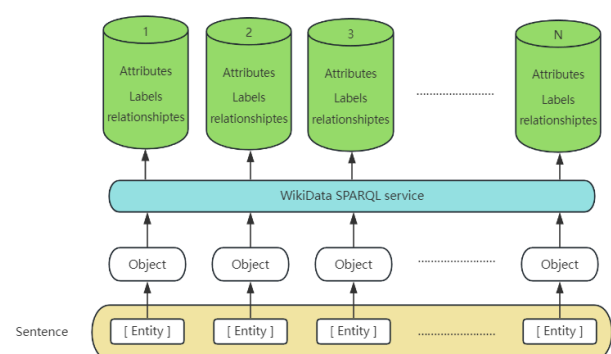 1 2 3 N
Attributes Attributes Attributes Attributes
Labels Labels Labels Labels
relationshiptes relationshiptes relationshiptes relationshiptes
WikiData SPARQL service
Object Object Object Object
Sentence [ Entity ] [ Entity ] [ Entity ] [ Entity ]